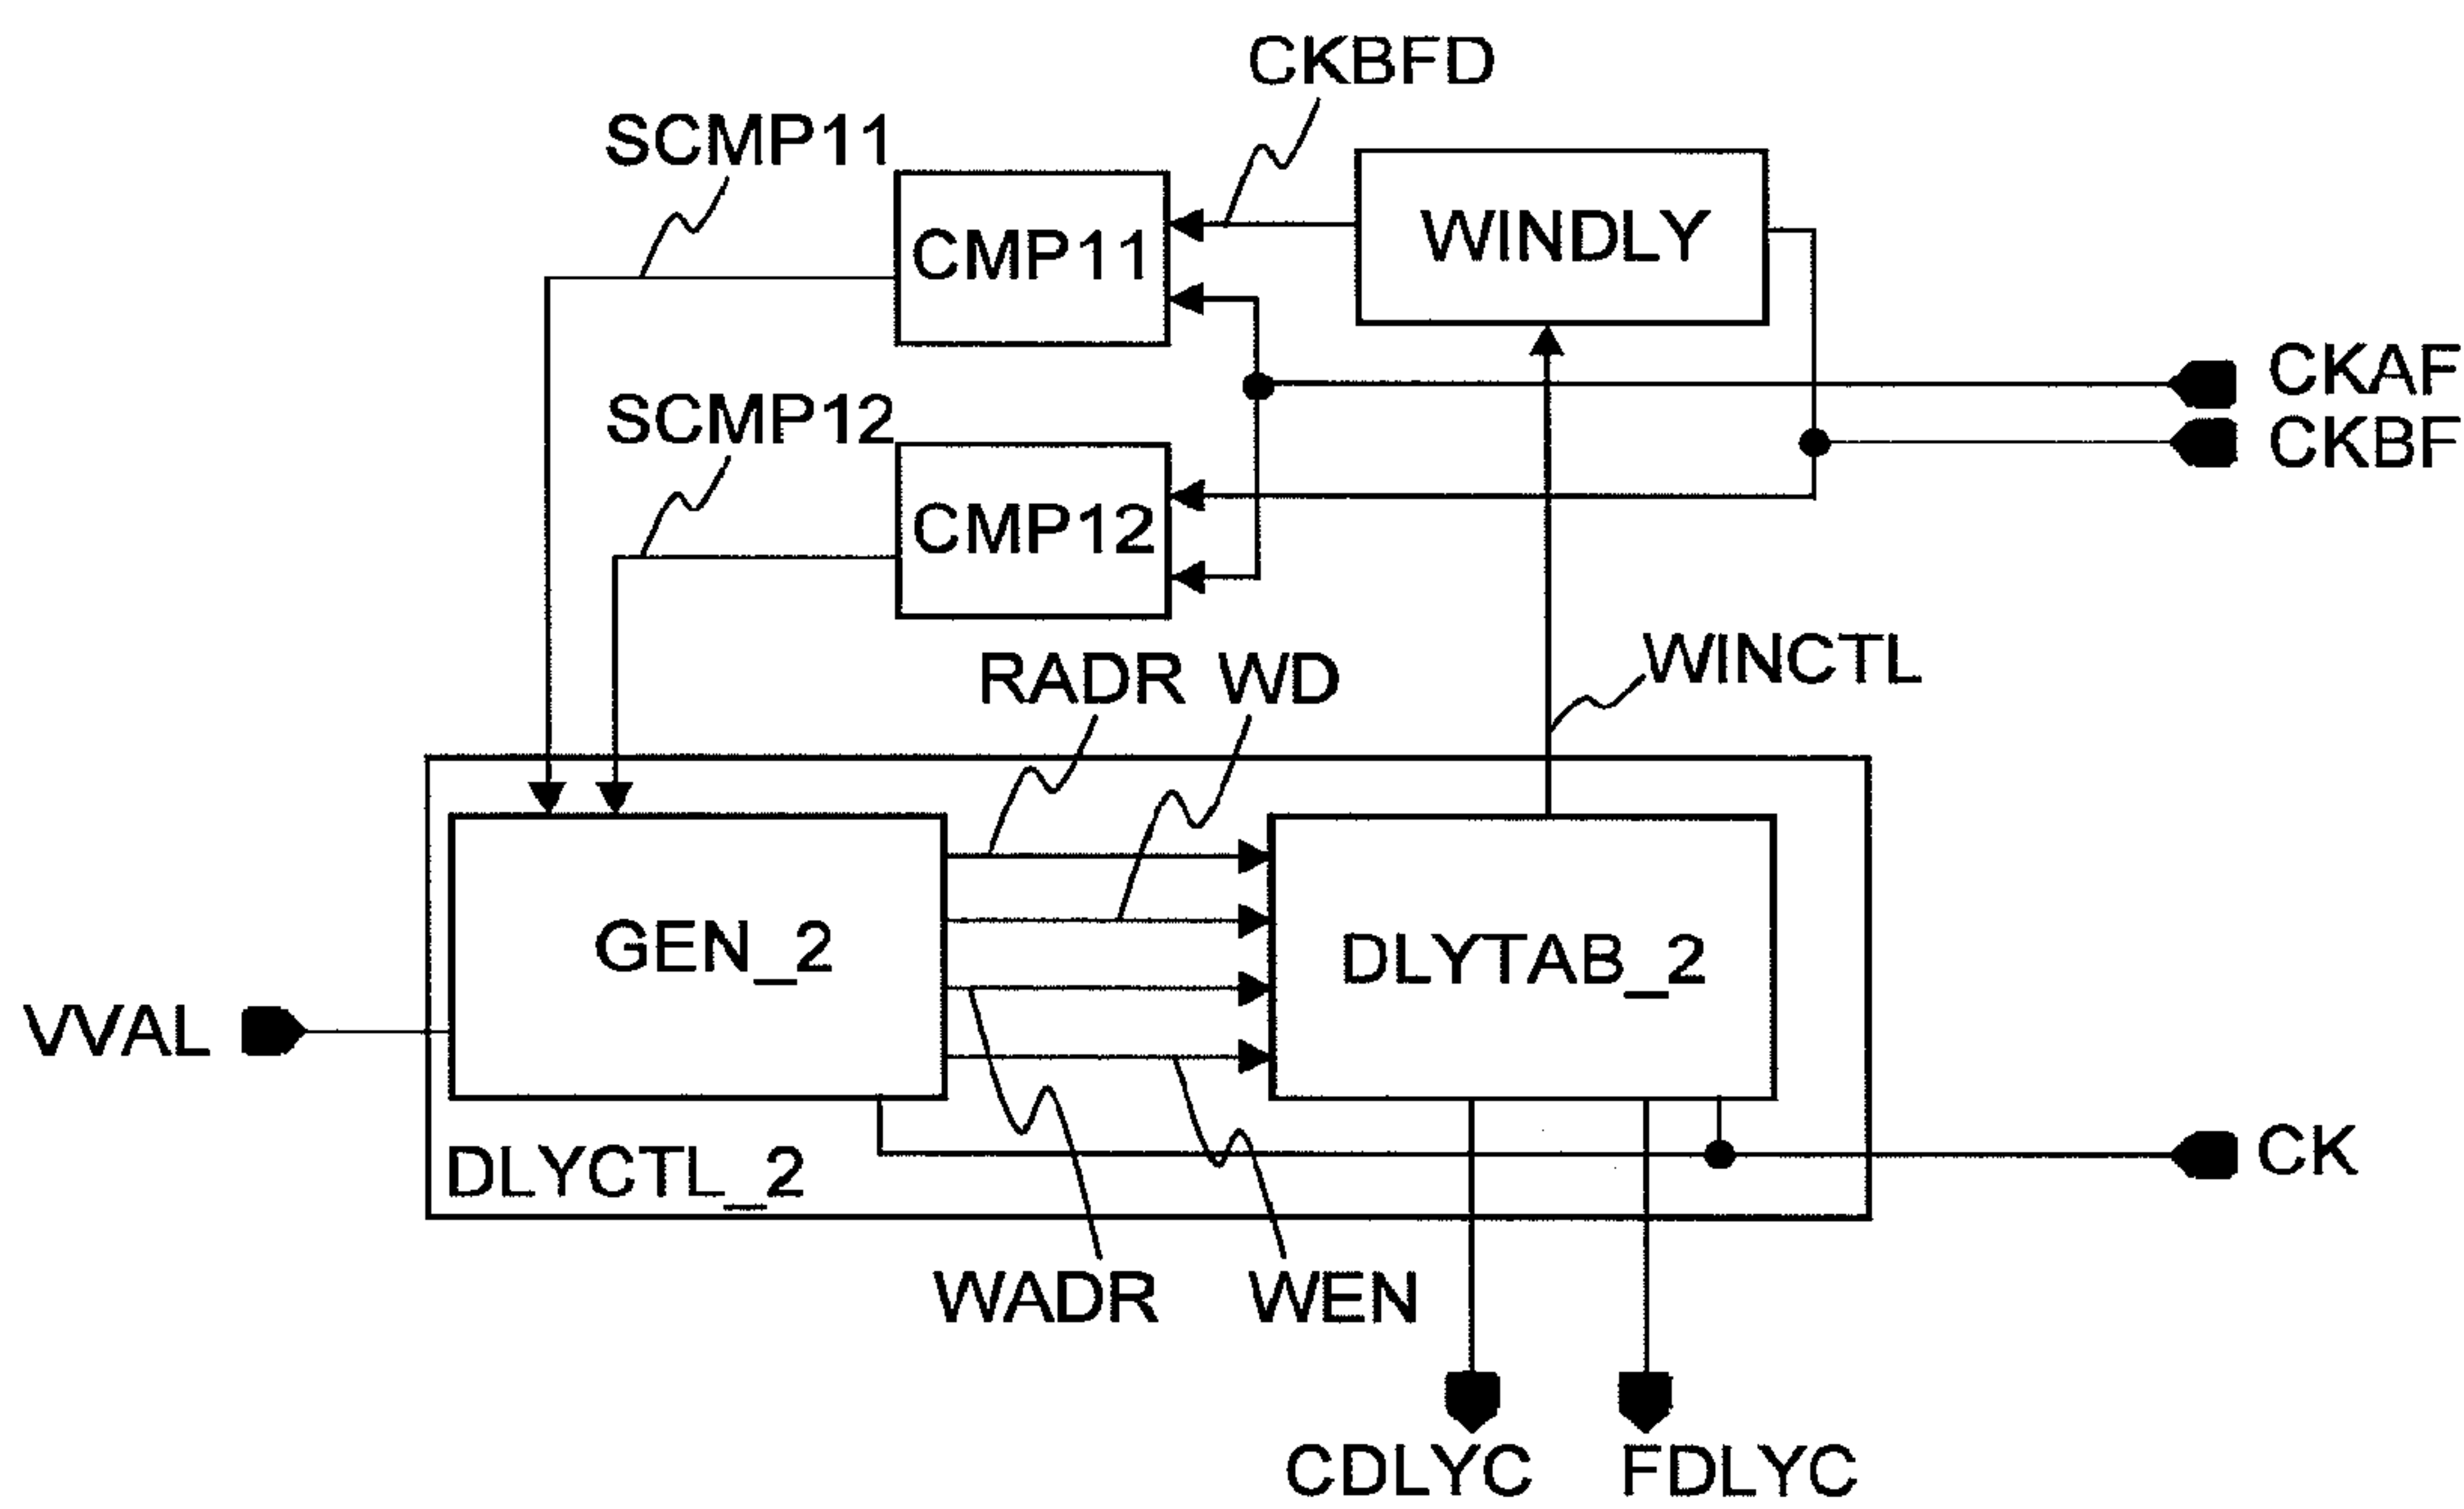 CKBFD
SCMP11
CMP11
WINDLY
CKAF
SCMP12
CKBF
CMP12
RADR WD
WINCTL
GEN_2
DLYTAB_2
VVAL
DLYCTL_2
CK
WADR
WEN
CDLYC
FDLYC